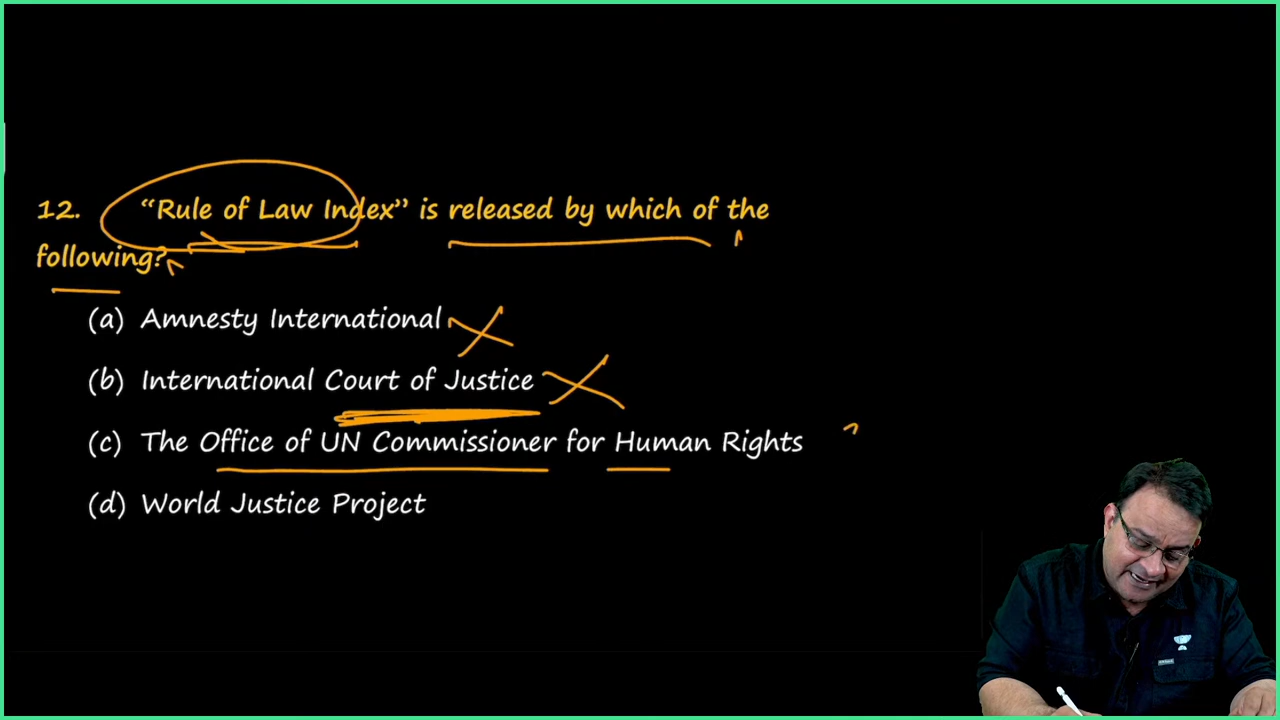 12. “Rule of Law Index” is released by which of the
following?
(a) Amnesty International
(b) International Court of Justice
(c) The Office of UN Commissioner for Human Rights
(d) World Justice Project